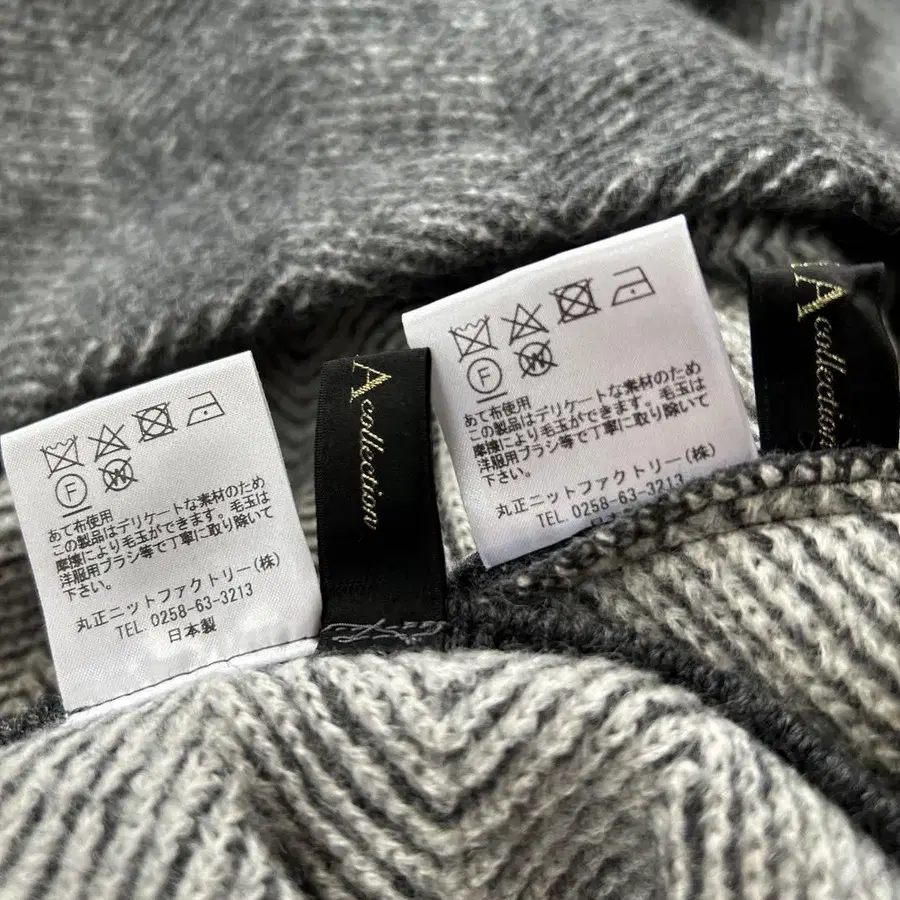 F
W
あて布使用
この製品はデリケートな素材のため
摩擦により毛玉ができます。毛玉は
洋服用ブラシ等で丁寧に取り除いて
下さい。
丸正ニットファクトリー(株)
TEL.0258-63-3213
日本製
A collection
F
W
あて布使用
この製品はデリケートな素材のため
摩擦により毛玉ができます。毛玉は
洋服用ブラシ等で丁寧に取り除いて
下さい。
丸正ニットファクトリー(株)
TEL.0258-63-3213
日本製
A collection